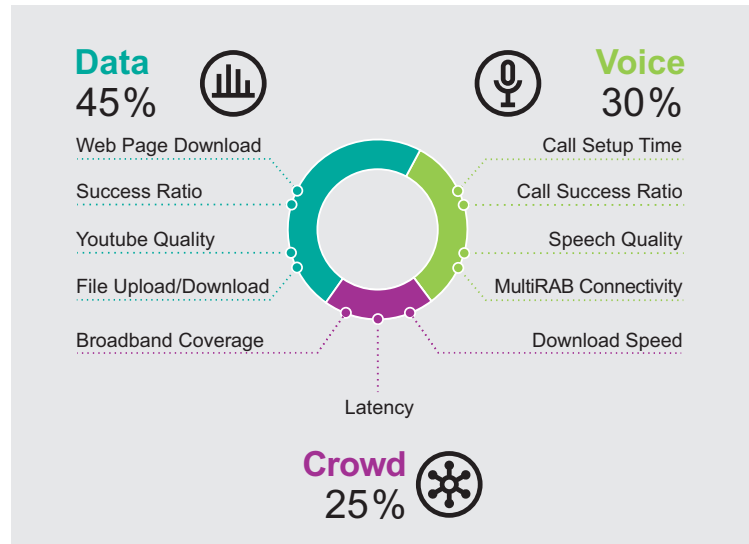 Data
45%
Voice
30%
Web Page Download
Success Ratio
Youtube Quality
File Upload/Download
Broadband Coverage
Call Setup Time
Call Success Ratio
Speech Quality
MultiRAB Connectivity
Download Speed
Latency
Crowd
25%